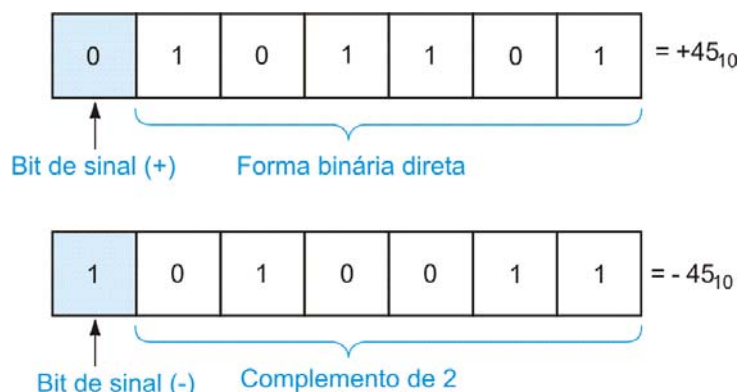 0 1 0 1 1 0 1 = +45₁₀
Bit de sinal (+) Forma binária direta
1 0 1 0 0 1 1 = - 45₁₀
Bit de sinal (-) Complemento de 2